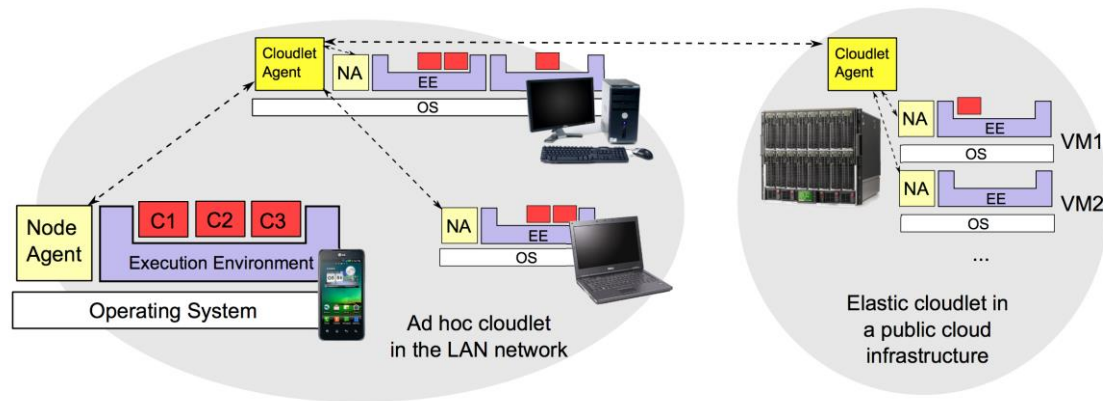 Cloudlet
Agent
NA
EE
OS
Node
Agent
C1 C2 C3
Execution Environment
Operating System
NA
EE
OS
Ad hoc cloudlet
in the LAN network
Cloudlet
Agent
NA
EE
OS
VM1
NA
EE
OS
VM2
...
Elastic cloudlet in
a public cloud
infrastructure